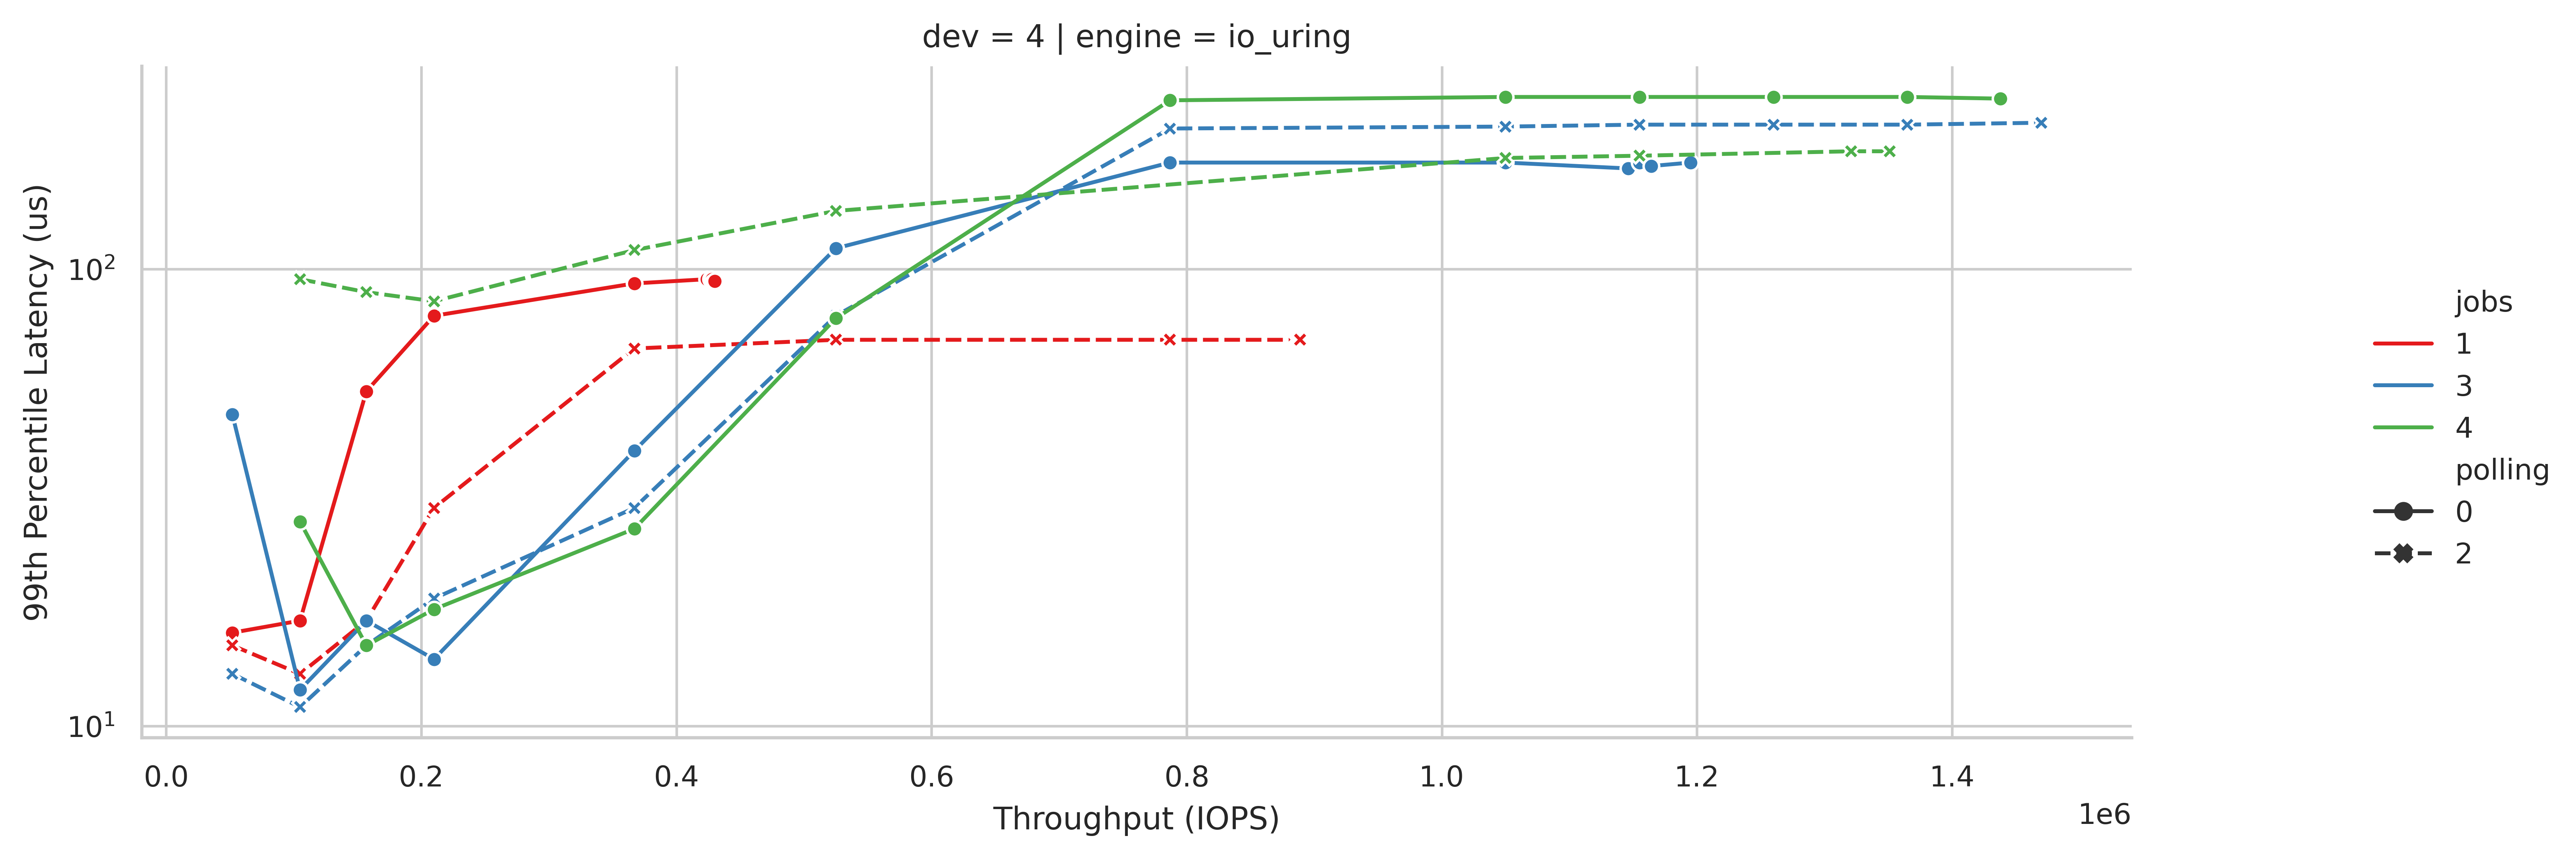 dev = 4 | engine = io_uring
99th Percentile Latency (us)
10²
10¹
0.0 0.2 0.4 0.6 0.8 1.0 1.2 1.4
1e6
Throughput (IOPS)
jobs
1
3
4
polling
0
2